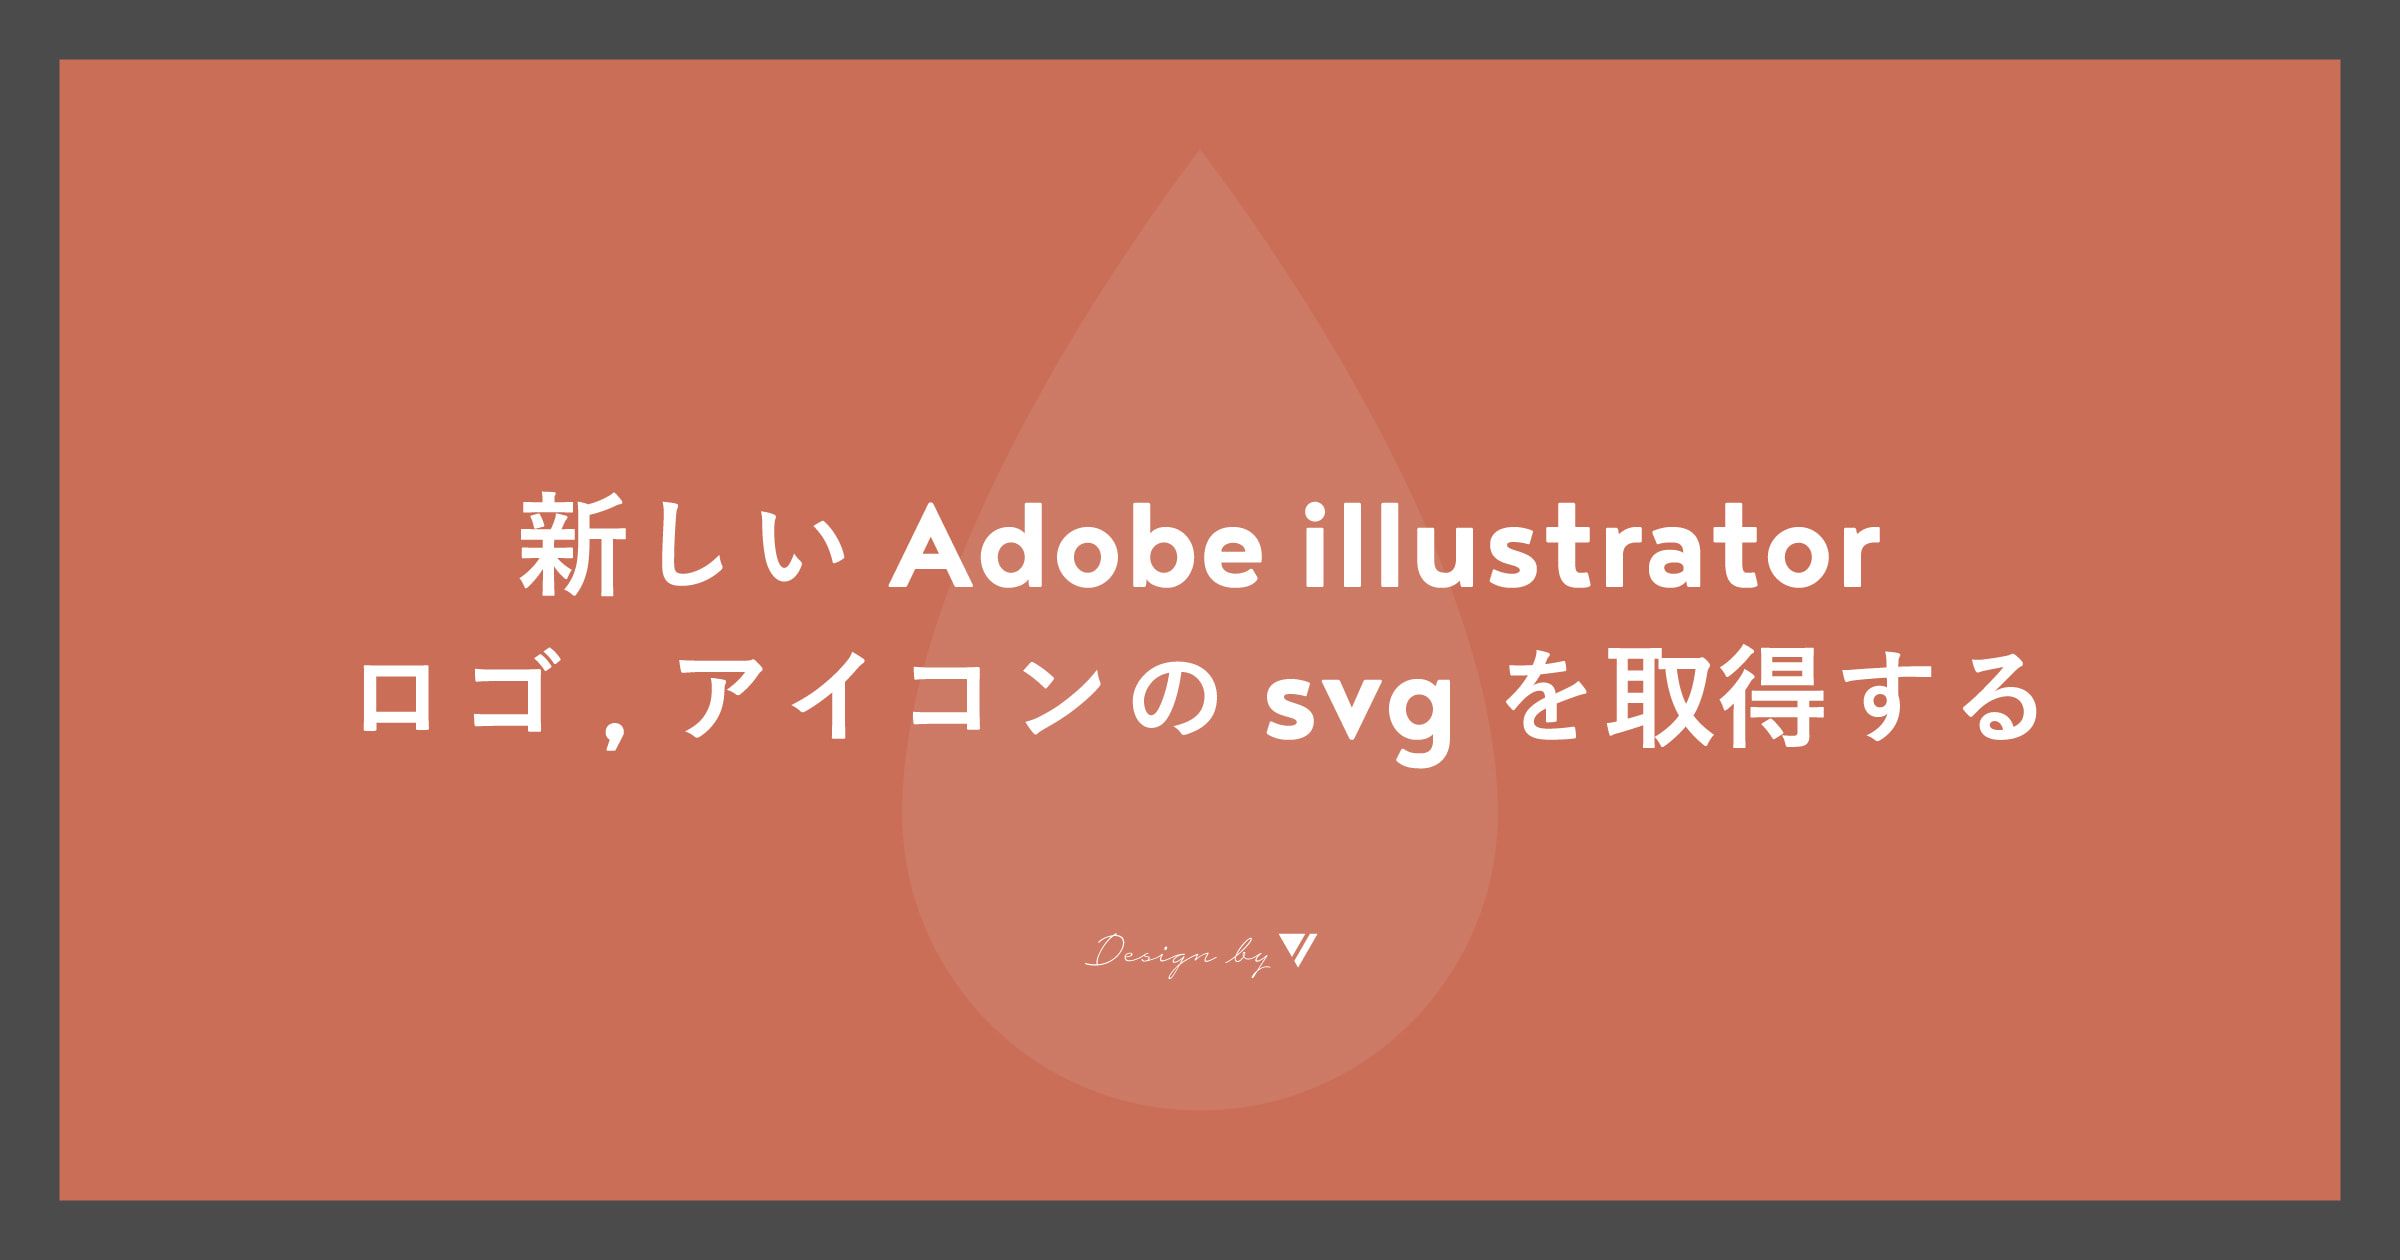 新しい Adobe illustrator
ロゴ , アイコンの svg を取得する
Design by